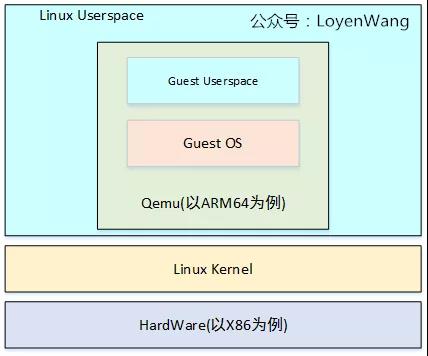 Linux Userspace
公众号：LoyenWang
Guest Userspace
Guest OS
Qemu(以ARM64为例)
Linux Kernel
HardWare(以X86为例)